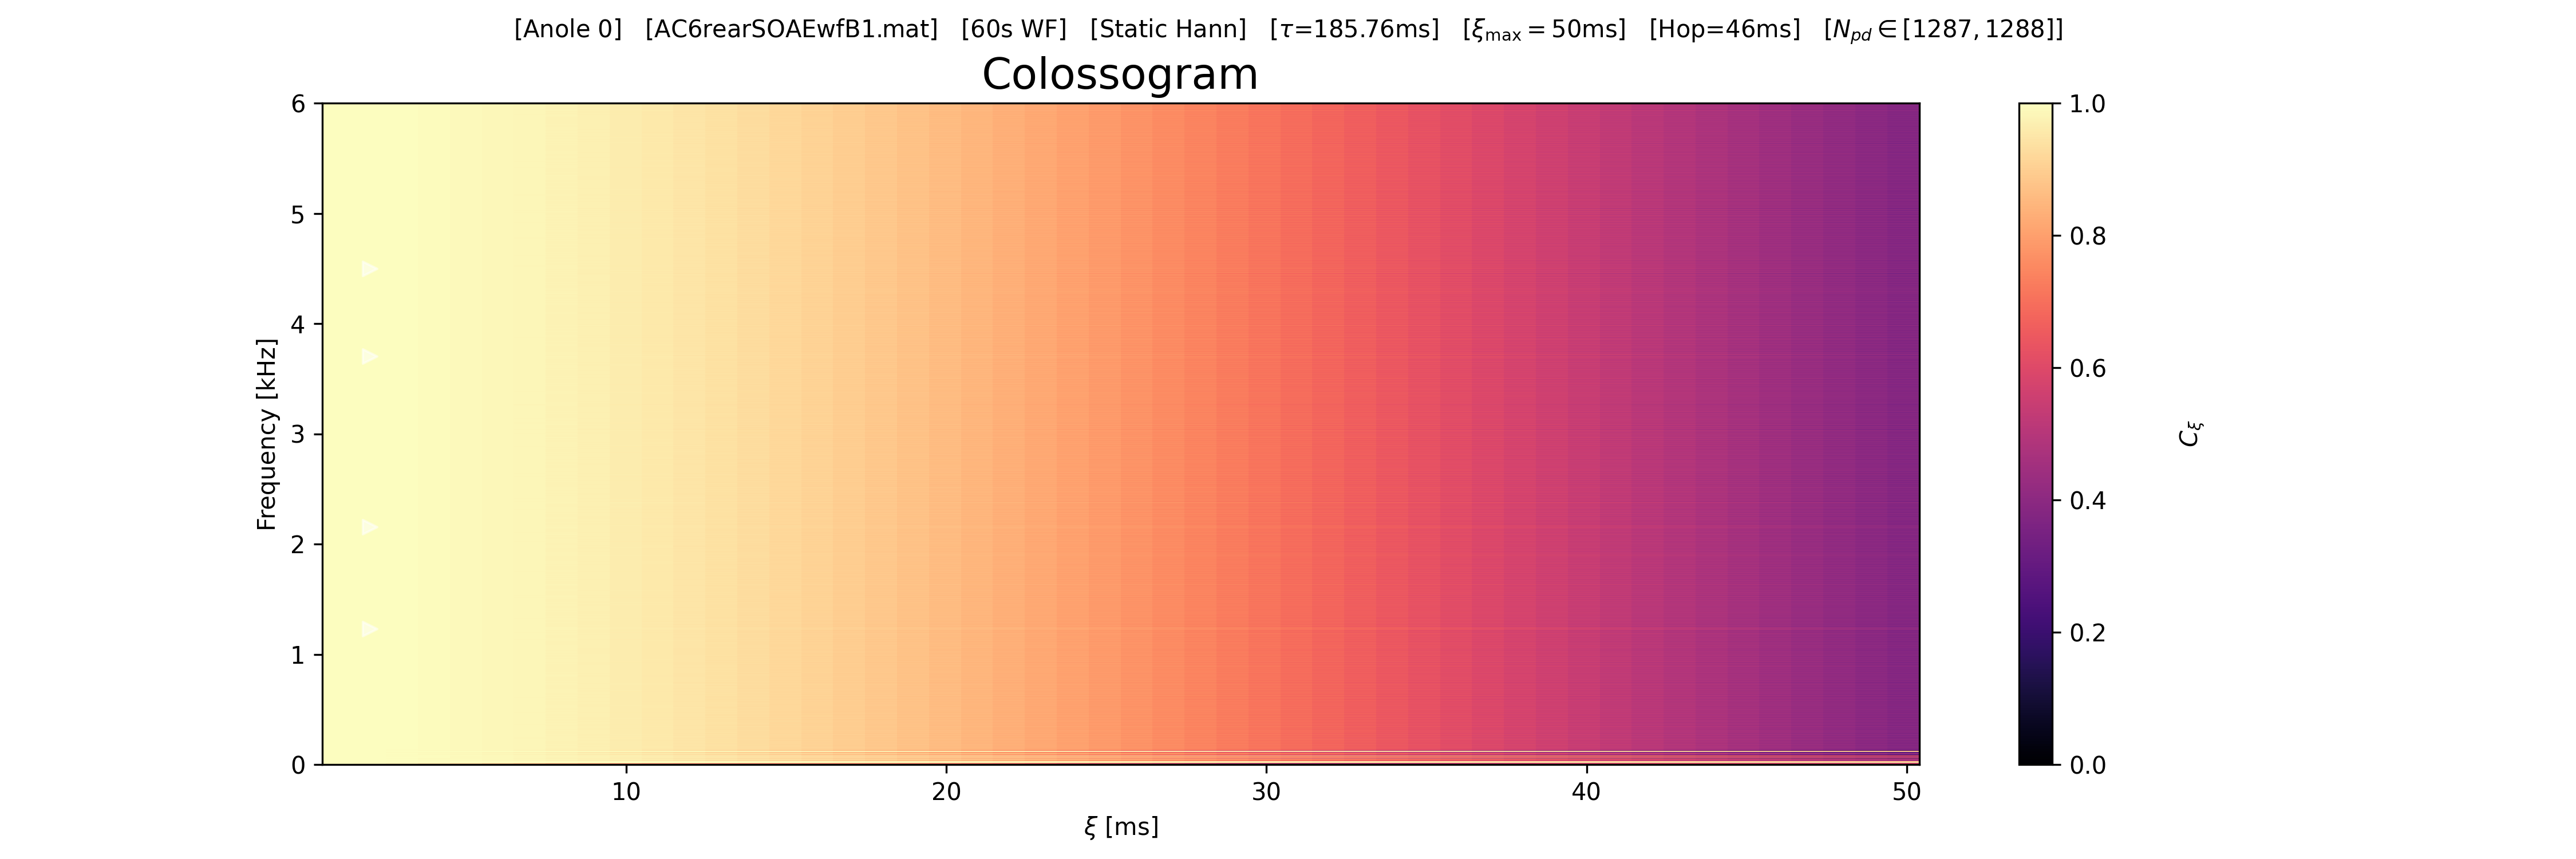 [Anole 0]   [AC6rearSOAEwfB1.mat]   [60s WF]   [Static Hann]   [τ=185.76ms]   [ξmax = 50ms]   [Hop=46ms]   [Npd ∈ [1287, 1288]]
Colossogram
6
5
4
3
2
1
0
Frequency [kHz]
10 20 30 40 50
ξ [ms]
1.0
0.8
0.6
0.4
0.2
0.0
Cξ